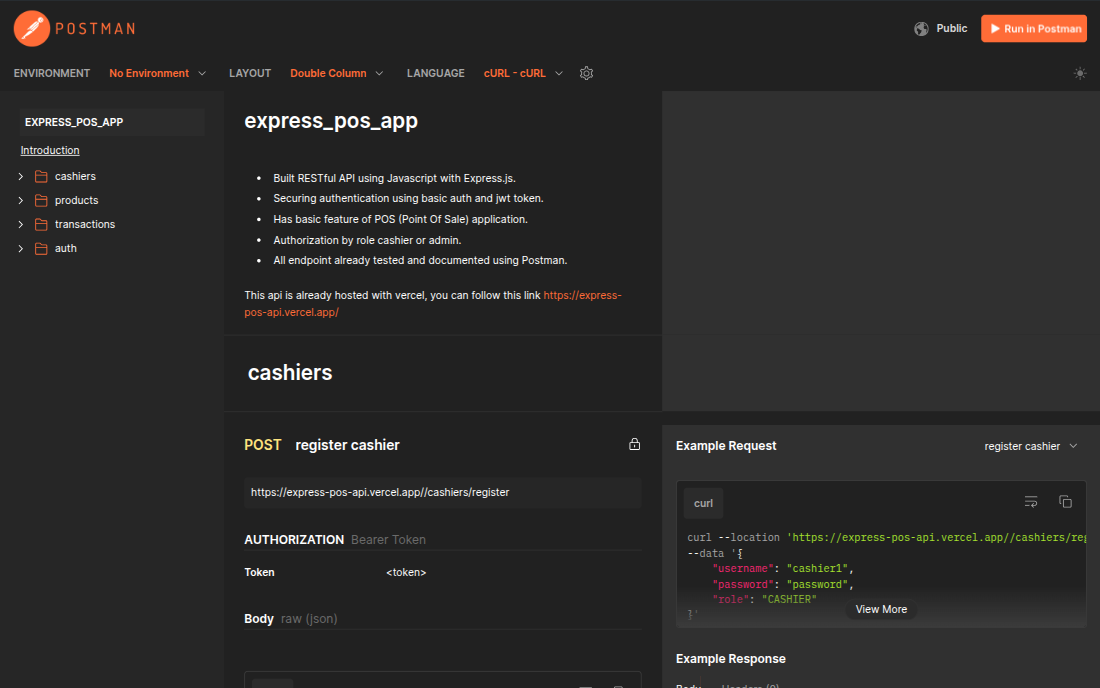 POSTMAN
Public
Run in Postman
ENVIRONMENT No Environment LAYOUT Double Column LANGUAGE cURL - cURL
EXPRESS_POS_APP
Introduction
cashiers
products
transactions
auth
express_pos_app
• Built RESTful API using Javascript with Express.js.
• Securing authentication using basic auth and jwt token.
• Has basic feature of POS (Point Of Sale) application.
• Authorization by role cashier or admin.
• All endpoint already tested and documented using Postman.
This api is already hosted with vercel, you can follow this link https://express-
pos-api.vercel.app/
cashiers
POST register cashier
https://express-pos-api.vercel.app//cashiers/register
AUTHORIZATION Bearer Token
Token <token>
Body raw (json)
Example Request
register cashier
curl
curl --location 'https://express-pos-api.vercel.app//cashiers/reg
--data '{
"username": "cashier1",
"password": "password",
"role": "CASHIER"
}'
View More
Example Response
Body Headers (9)